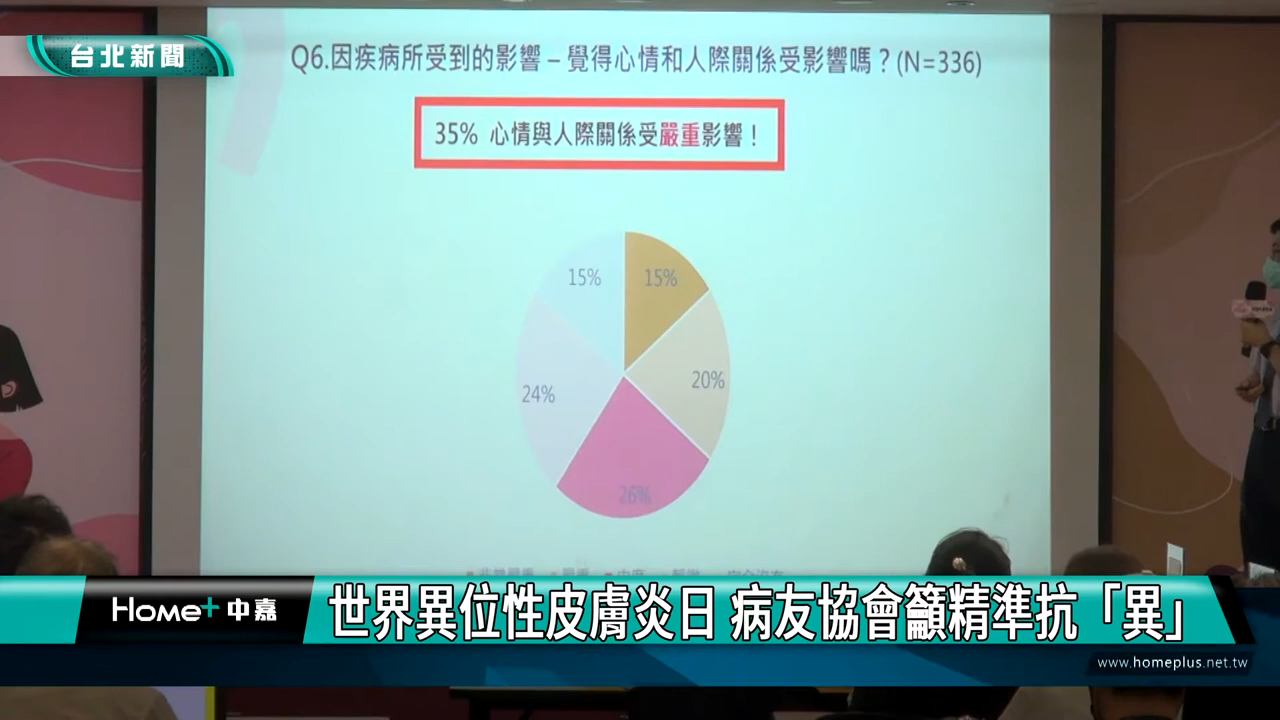 台北新聞
Q6.因疾病所受到的影響 – 覺得心情和人際關係受影響嗎？(N=336)
35% 心情與人際關係受嚴重影響！
15%
15%
20%
24%
26%
Home+ 中嘉
世界異位性皮膚炎日 病友協會籲精準抗「異」
www.homeplus.net.tw